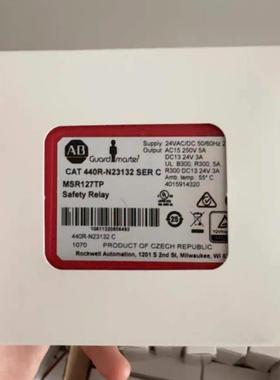 AB
Guardmaster
CAT 440R-N23132 SER C
MSR127TP
Safety Relay
Supply: 24VAC/DC 50/60Hz 2
Output: AC15 250V 5A
DC13 24V 3A
UL: B300, R300, 5A
R300 DC13 24V 3A
Amb. temp: 55° C
4015914320
440R-N23132 C
1070
PRODUCT OF CZECH REPUBLIC
Rockwell Automation, 1201 S 2nd St, Milwaukee, WI